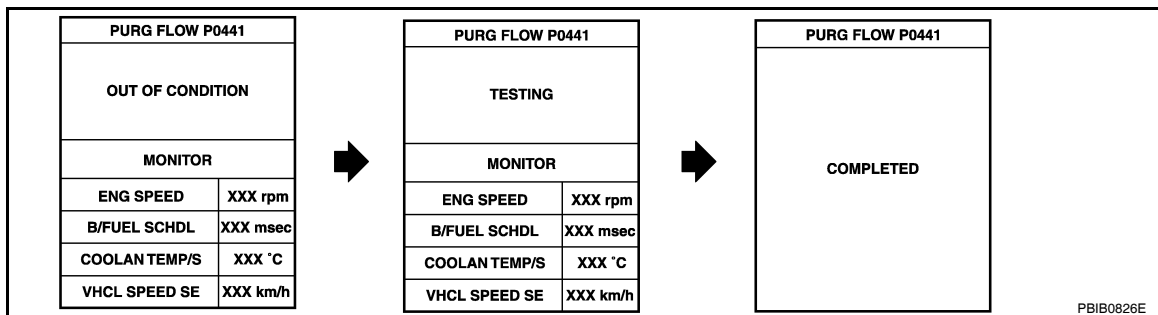 PURG FLOW P0441
OUT OF CONDITION
MONITOR
ENG SPEED XXX rpm
B/FUEL SCHDL XXX msec
COOLAN TEMP/S XXX °C
VHCL SPEED SE XXX km/h
PURG FLOW P0441
TESTING
MONITOR
ENG SPEED XXX rpm
B/FUEL SCHDL XXX msec
COOLAN TEMP/S XXX °C
VHCL SPEED SE XXX km/h
PURG FLOW P0441
COMPLETED
PBIB0826E